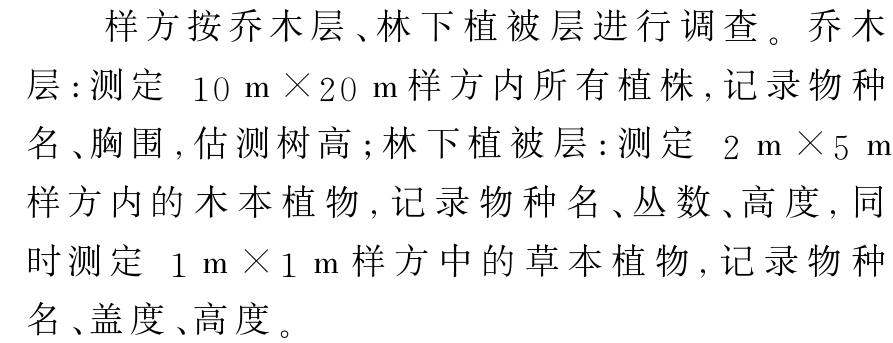 样方按乔木层、林下植被层进行调查。乔木
层:测定 10 m×20 m样方内所有植株,记录物种
名、胸围,估测树高;林下植被层:测定 2 m×5 m
样方内的木本植物,记录物种名、丛数、高度,同
时测定 1 m×1 m样方中的草本植物,记录物种
名、盖度、高度。